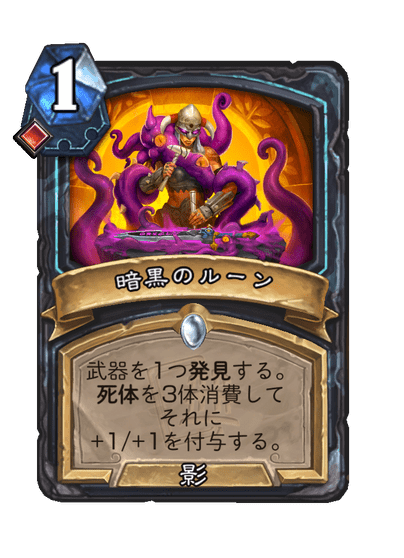 1
暗黒のルーン
武器を1つ発見する。
死体を3体消費して
それに
+1/+1を付与する。
影